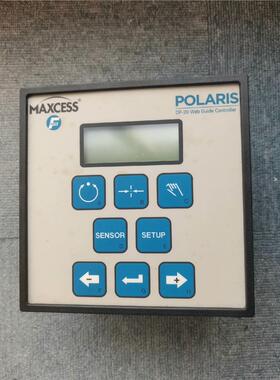 MAXCESS
POLARIS
DP-20 Web Guide Controller
F
A
B
C
SENSOR
SETUP
D
E
F
G
H